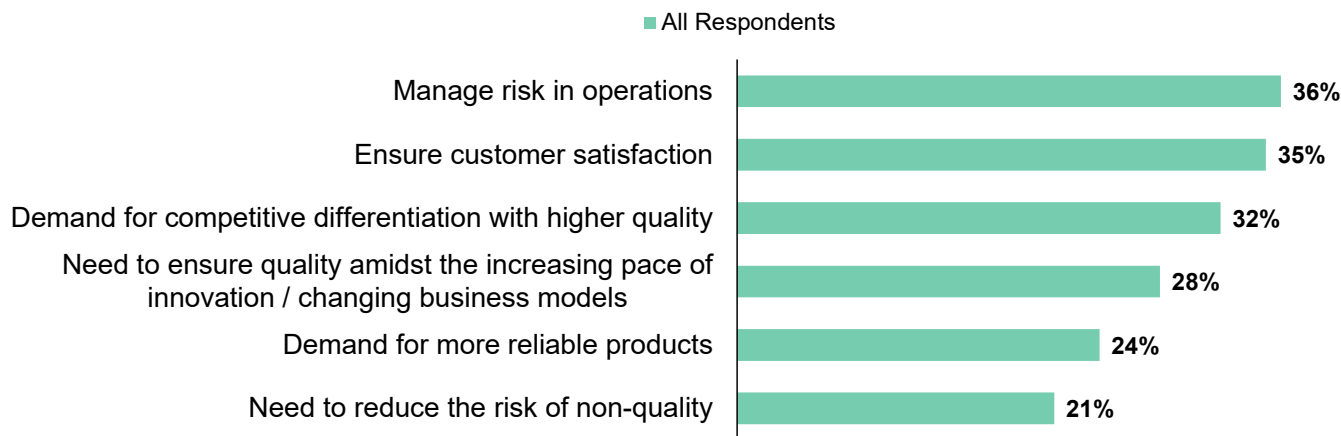 All Respondents
Manage risk in operations
36%
Ensure customer satisfaction
35%
Demand for competitive differentiation with higher quality
32%
Need to ensure quality amidst the increasing pace of
innovation / changing business models
28%
Demand for more reliable products
24%
Need to reduce the risk of non-quality
21%